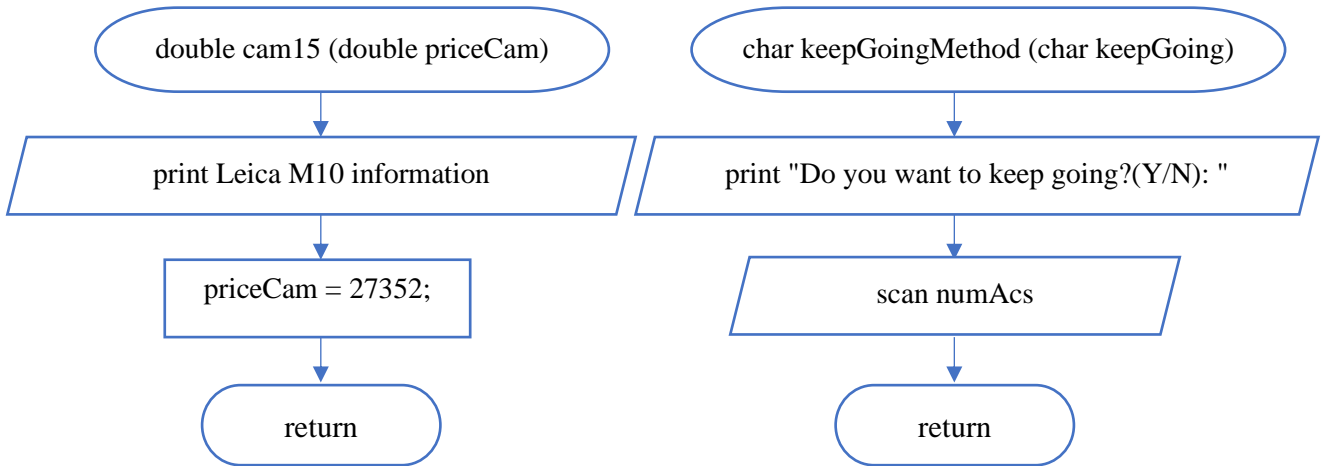 double cam15 (double priceCam)
print Leica M10 information
priceCam = 27352;
return
char keepGoingMethod (char keepGoing)
print "Do you want to keep going?(Y/N): "
scan numAcs
return